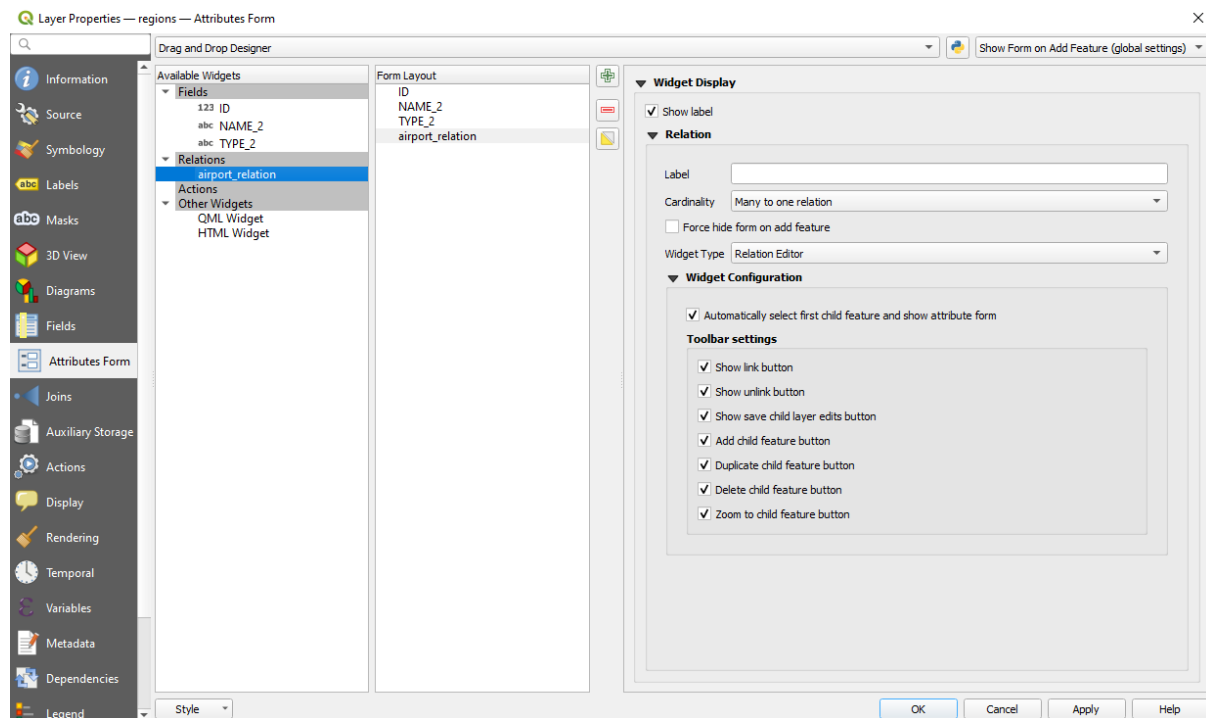 Layer Properties — regions — Attributes Form
Drag and Drop Designer
Show Form on Add Feature (global settings)
Information
Source
Symbology
abc Labels
abc Masks
3D View
Diagrams
Fields
Attributes Form
Joins
Auxiliary Storage
Actions
Display
Rendering
Temporal
Variables
Metadata
Dependencies
Legend
Available Widgets
Fields
123 ID
abc NAME_2
abc TYPE_2
Relations
airport_relation
Actions
Other Widgets
QML Widget
HTML Widget
Form Layout
ID
NAME_2
TYPE_2
airport_relation
Widget Display
Show label
Relation
Label
Cardinality Many to one relation
Force hide form on add feature
Widget Type Relation Editor
Widget Configuration
Automatically select first child feature and show attribute form
Toolbar settings
Show link button
Show unlink button
Show save child layer edits button
Add child feature button
Duplicate child feature button
Delete child feature button
Zoom to child feature button
Style
OK Cancel Apply Help